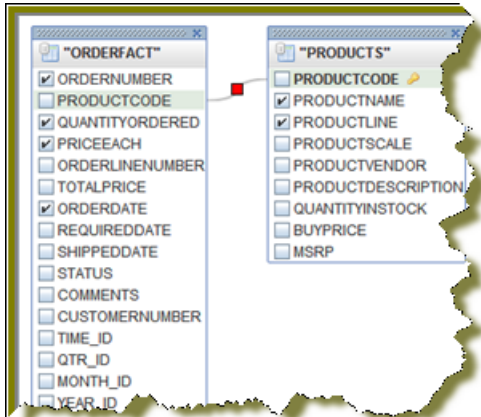 "ORDERFACT"
ORDERNUMBER
PRODUCTCODE
QUANTITYORDERED
PRICEEACH
ORDERLINENUMBER
TOTALPRICE
ORDERDATE
REQUIREDDATE
SHIPPEDDATE
STATUS
COMMENTS
CUSTOMERNUMBER
TIME_ID
QTR_ID
MONTH_ID
YEAR_ID
"PRODUCTS"
PRODUCTCODE
PRODUCTNAME
PRODUCTLINE
PRODUCTSCALE
PRODUCTVENDOR
PRODUCTDESCRIPTION
QUANTITYINSTOCK
BUYPRICE
MSRP